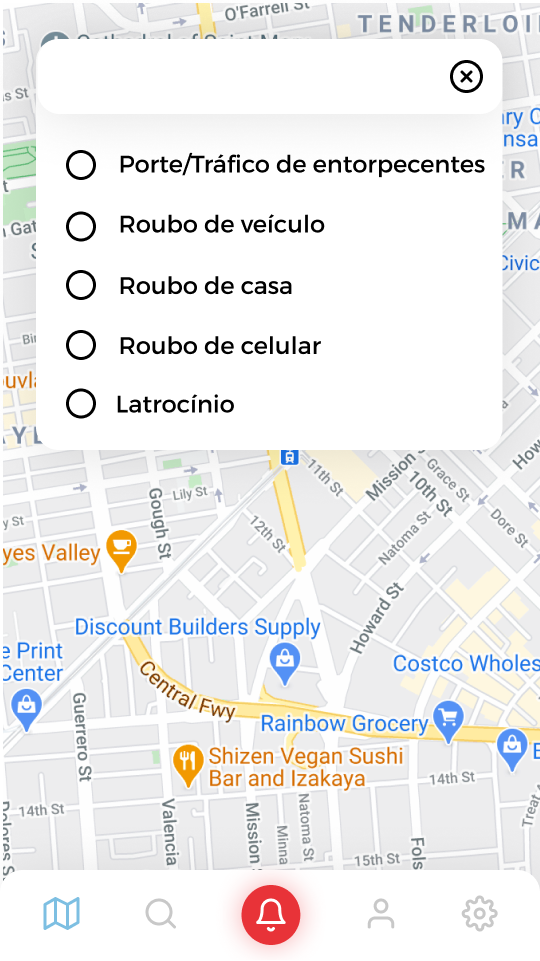 O'Farrell St
TENDERLOI
Porte/Tráfico de entorpecentes
Roubo de veículo
Roubo de casa
Roubo de celular
Latrocínio
Civic
11th St
Mission
Grace St
10th St
Lily St
Gough St
12th St
Natoma St
Dore St
yes Valley
Howard St
Discount Builders Supply
e Print
Center
Costco Wholes
Central Fwy
Guerrero St
Rainbow Grocery
Shizen Vegan Sushi
Bar and Izakaya
14th St
14th St
Valencia
Mission S
Natoma St
Minna
Fols
15th St
Treat A
Dolores S